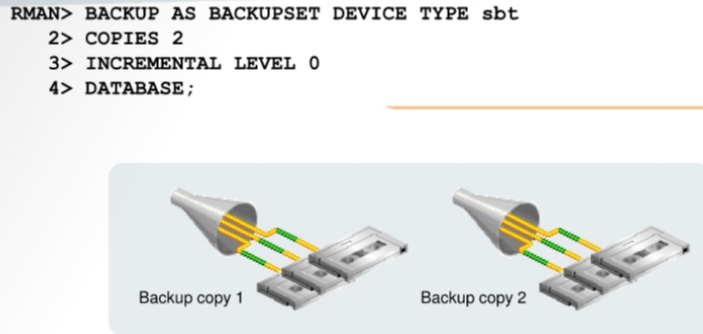 RMAN> BACKUP AS BACKUPSET DEVICE TYPE sbt
2> COPIES 2
3> INCREMENTAL LEVEL 0
4> DATABASE;
Backup copy 1
Backup copy 2